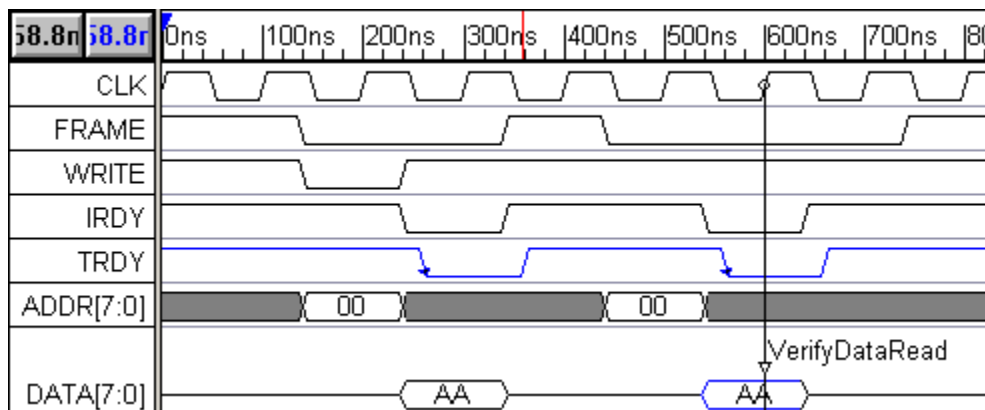 58.8n 58.8n 0ns 100ns 200ns 300ns 400ns 500ns 600ns 700ns 80
CLK
FRAME
WRITE
IRDY
TRDY
ADDR[7:0] 00 00
VerifyDataRead
DATA[7:0] AA AA